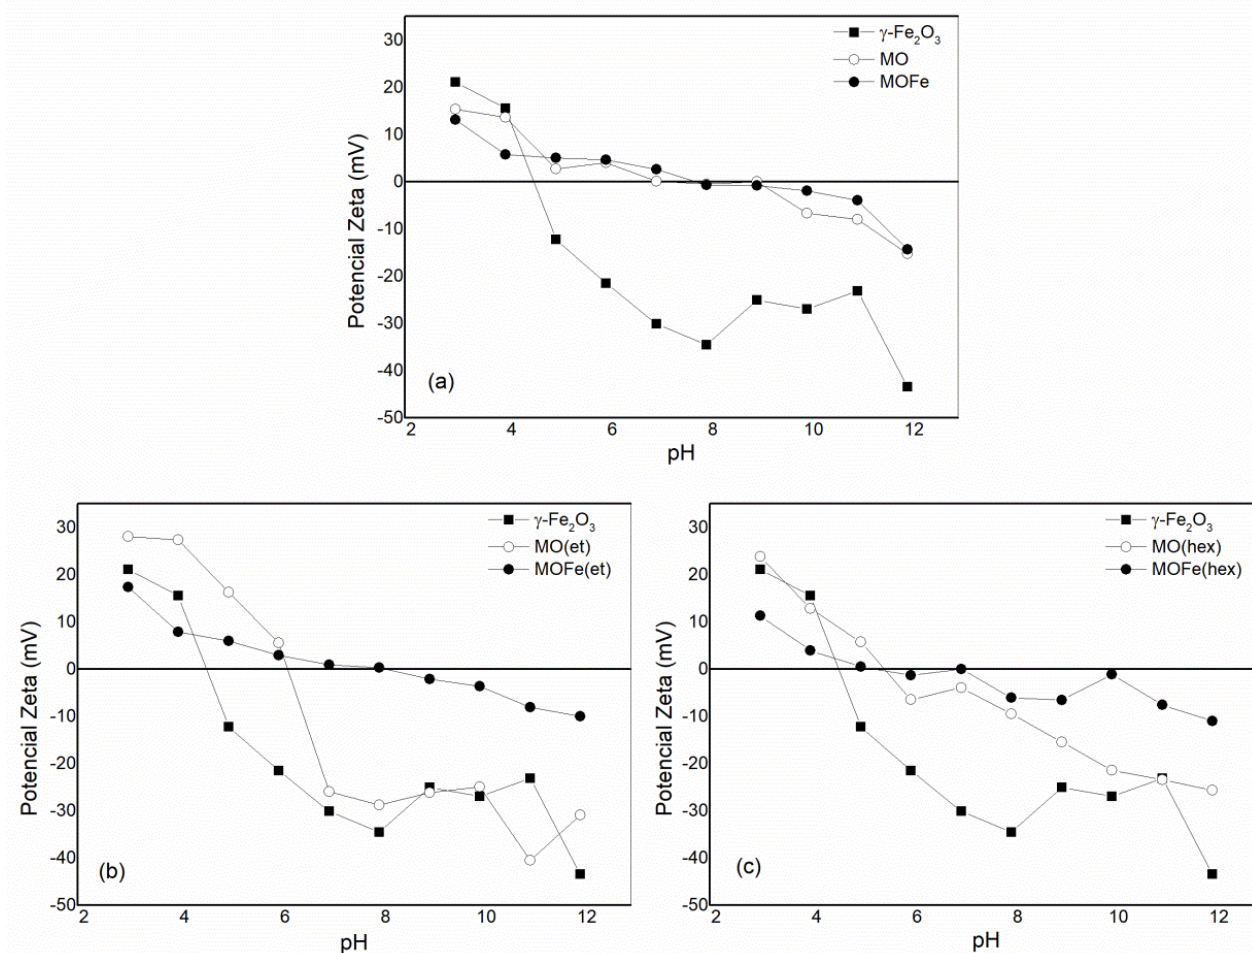 30
20
10
0
-10
-20
-30
-40
-50
Potencial Zeta (mV)
γ-Fe₂O₃
MO
MOFe
(a)
2 4 6 8 10 12
pH
30
20
10
0
-10
-20
-30
-40
-50
Potencial Zeta (mV)
γ-Fe₂O₃
MO(et)
MOFe(et)
(b)
2 4 6 8 10 12
pH
30
20
10
0
-10
-20
-30
-40
-50
Potencial Zeta (mV)
γ-Fe₂O₃
MO(hex)
MOFe(hex)
(c)
2 4 6 8 10 12
pH